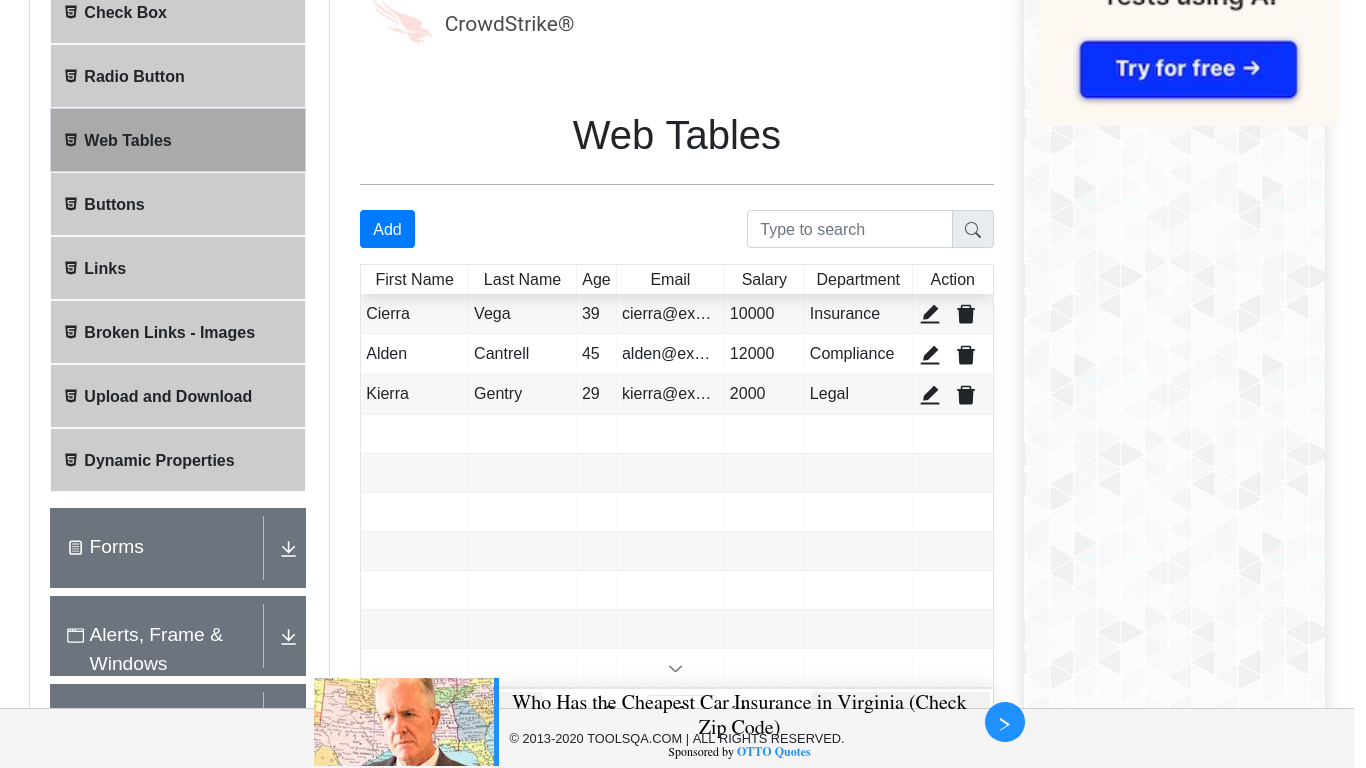 Check Box
Radio Button
Web Tables
Buttons
Links
Broken Links - Images
Upload and Download
Dynamic Properties
Forms
Alerts, Frame &
Windows
CrowdStrike®
Web Tables
Add
Type to search
First Name Last Name Age Email Salary Department Action
Cierra Vega 39 cierra@ex… 10000 Insurance
Alden Cantrell 45 alden@ex… 12000 Compliance
Kierra Gentry 29 kierra@ex… 2000 Legal
Try for free →
Who Has the Cheapest Car Insurance in Virginia (Check
Zip Code)
© 2013-2020 TOOLSQA.COM | ALL RIGHTS RESERVED.
Sponsored by OTTO Quotes